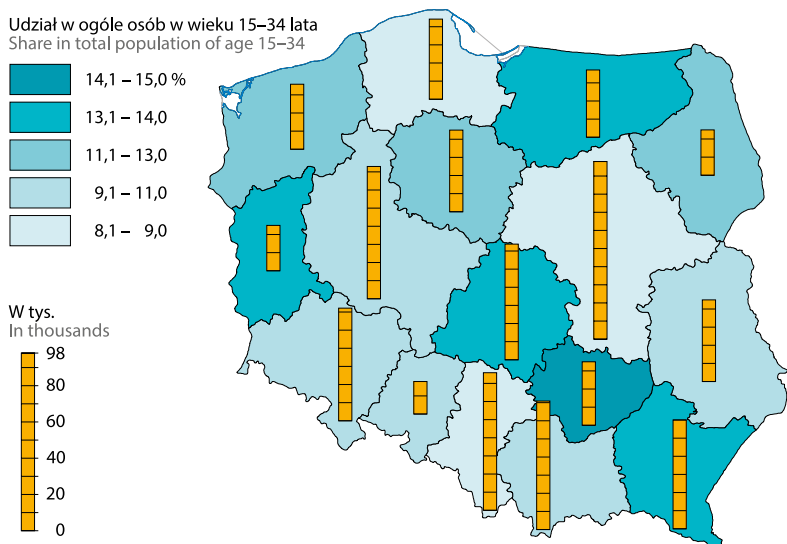 Udział w ogóle osób w wieku 15–34 lata
Share in total population of age 15–34
14,1 – 15,0 %
13,1 – 14,0
11,1 – 13,0
9,1 – 11,0
8,1 – 9,0
W tys.
In thousands
98
80
60
40
20
0